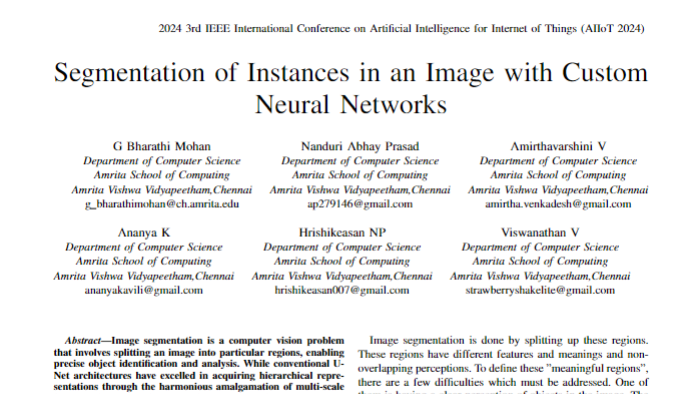 2024 3rd IEEE International Conference on Artificial Intelligence for Internet of Things (AIIoT 2024)
Segmentation of Instances in an Image with Custom
Neural Networks
G Bharathi Mohan
Department of Computer Science
Amrita School of Computing
Amrita Vishwa Vidyapeetham,Chennai
g_bharathimohan@ch.amrita.edu
Nanduri Abhay Prasad
Department of Computer Science
Amrita School of Computing
Amrita Vishwa Vidyapeetham,Chennai
ap279146@gmail.com
Amirthavarshini V
Department of Computer Science
Amrita School of Computing
Amrita Vishwa Vidyapeetham,Chennai
amirtha.venkadesh@gmail.com
Ananya K
Department of Computer Science
Amrita School of Computing
Amrita Vishwa Vidyapeetham,Chennai
ananyakavili@gmail.com
Hrishikeasan NP
Department of Computer Science
Amrita School of Computing
Amrita Vishwa Vidyapeetham,Chennai
hrishikeasan007@gmail.com
Viswanathan V
Department of Computer Science
Amrita School of Computing
Amrita Vishwa Vidyapeetham,Chennai
strawberryshakelite@gmail.com
Abstract—Image segmentation is a computer vision problem
that involves splitting an image into particular regions, enabling
precise object identification and analysis. While conventional U-
Net architectures have excelled in acquiring hierarchical repre-
sentations through the harmonious amalgamation of multi-scale
Image segmentation is done by splitting up these regions.
These regions have different features and meanings and non-
overlapping perceptions. To define these "meaningful regions",
there are a few difficulties which must be addressed. One of